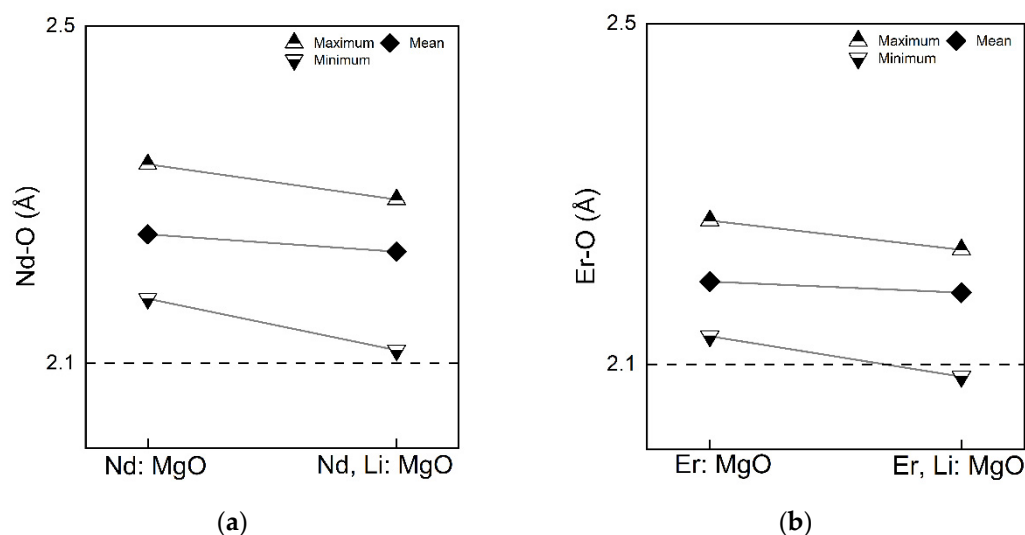 2.5
Maximum Mean
Minimum
Nd-O (Å)
2.1
Nd: MgO Nd, Li: MgO
(a)
2.5
Maximum Mean
Minimum
Er-O (Å)
2.1
Er: MgO Er, Li: MgO
(b)